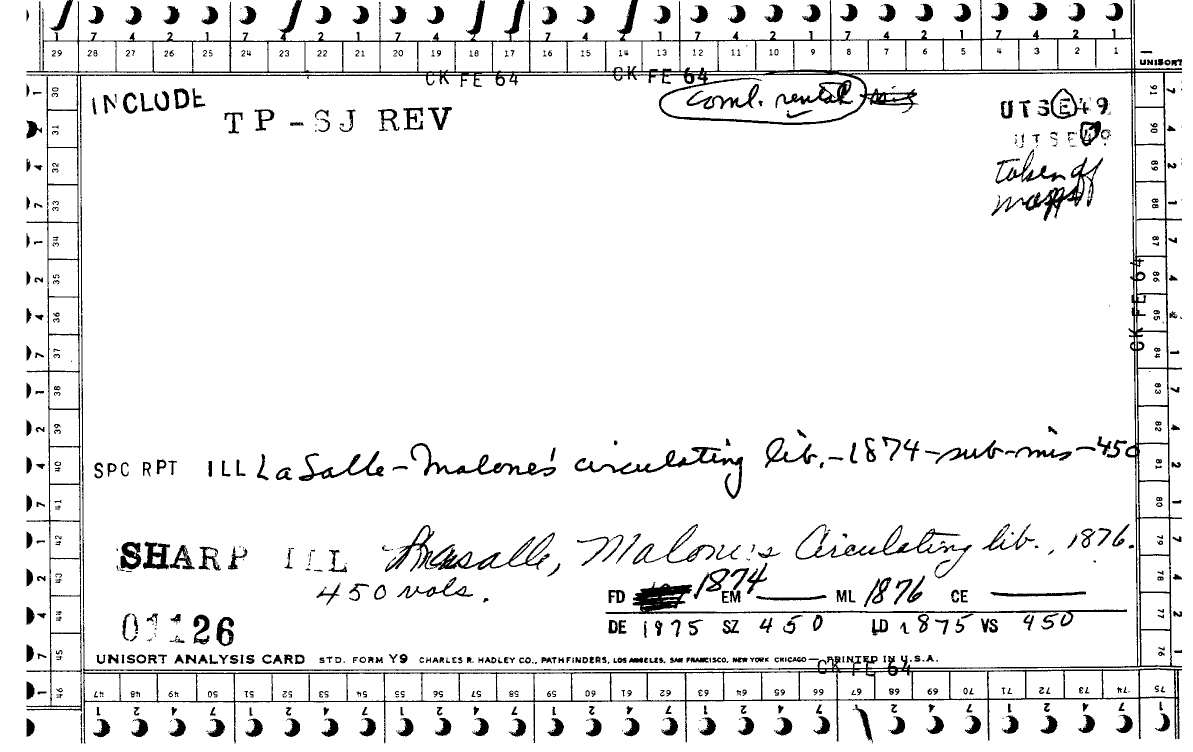 1 7 4 2 1 7 4 2 1 7 4 2 1 7 4 2 1 7 4 2 1 7 4 2 1 7 4 2 1
29 28 27 26 25 24 23 22 21 20 19 18 17 16 15 14 13 12 11 10 9 8 7 6 5 4 3 2 1
UNISORT
CK FE 64 CK FE 64
INCLUDE
TP-SJ REV
coml. rental
UTSE49
UTSE49
taken off
CK FE 64
SPC RPT ILL LaSalle-Malone's circulating lib.-1874-sub-mis-450
SHARP ILL Lasalle, Malone's Circulating lib., 1876.
450 vols.
FD 1874 EM ML 1876 CE
01126
DE 1875 SZ 450 LD 1875 VS 450
UNISORT ANALYSIS CARD STD. FORM Y9 CHARLES R. HADLEY CO., PATHFINDERS, LOS ANGELES, SAN FRANCISCO, NEW YORK CHICAGO PRINTED IN U.S.A.
CK FE 64
30 31 32 33 34 35 36 37 38 39 40 41 42 43 44 45 46
47 48 49 50 51 52 53 54 55 56 57 58 59 60 61 62 63 64 65 66 67 68 69 70 71 72 73 74 75
76 77 78 79 80 81 82 83 84 85 86 87 88 89 90 91